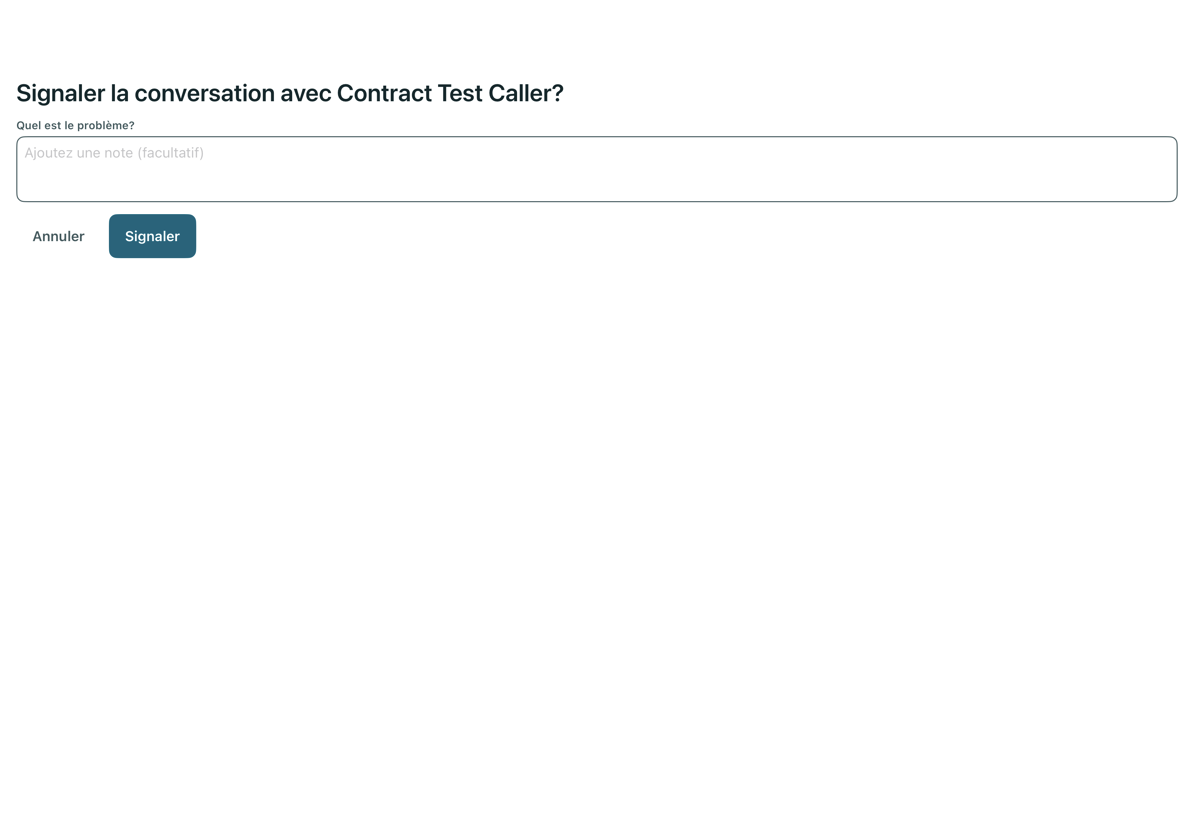 Signaler la conversation avec Contract Test Caller?
Quel est le problème?
Ajoutez une note (facultatif)
Annuler
Signaler